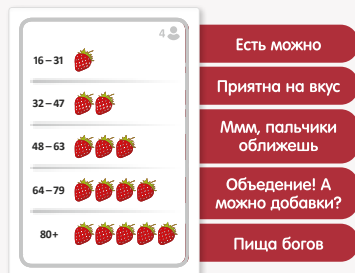 4
16–31
Есть можно
32–47
Приятна на вкус
48–63
Ммм, пальчики
оближешь
64–79
Объедение! А
можно добавки?
80+
Пища богов